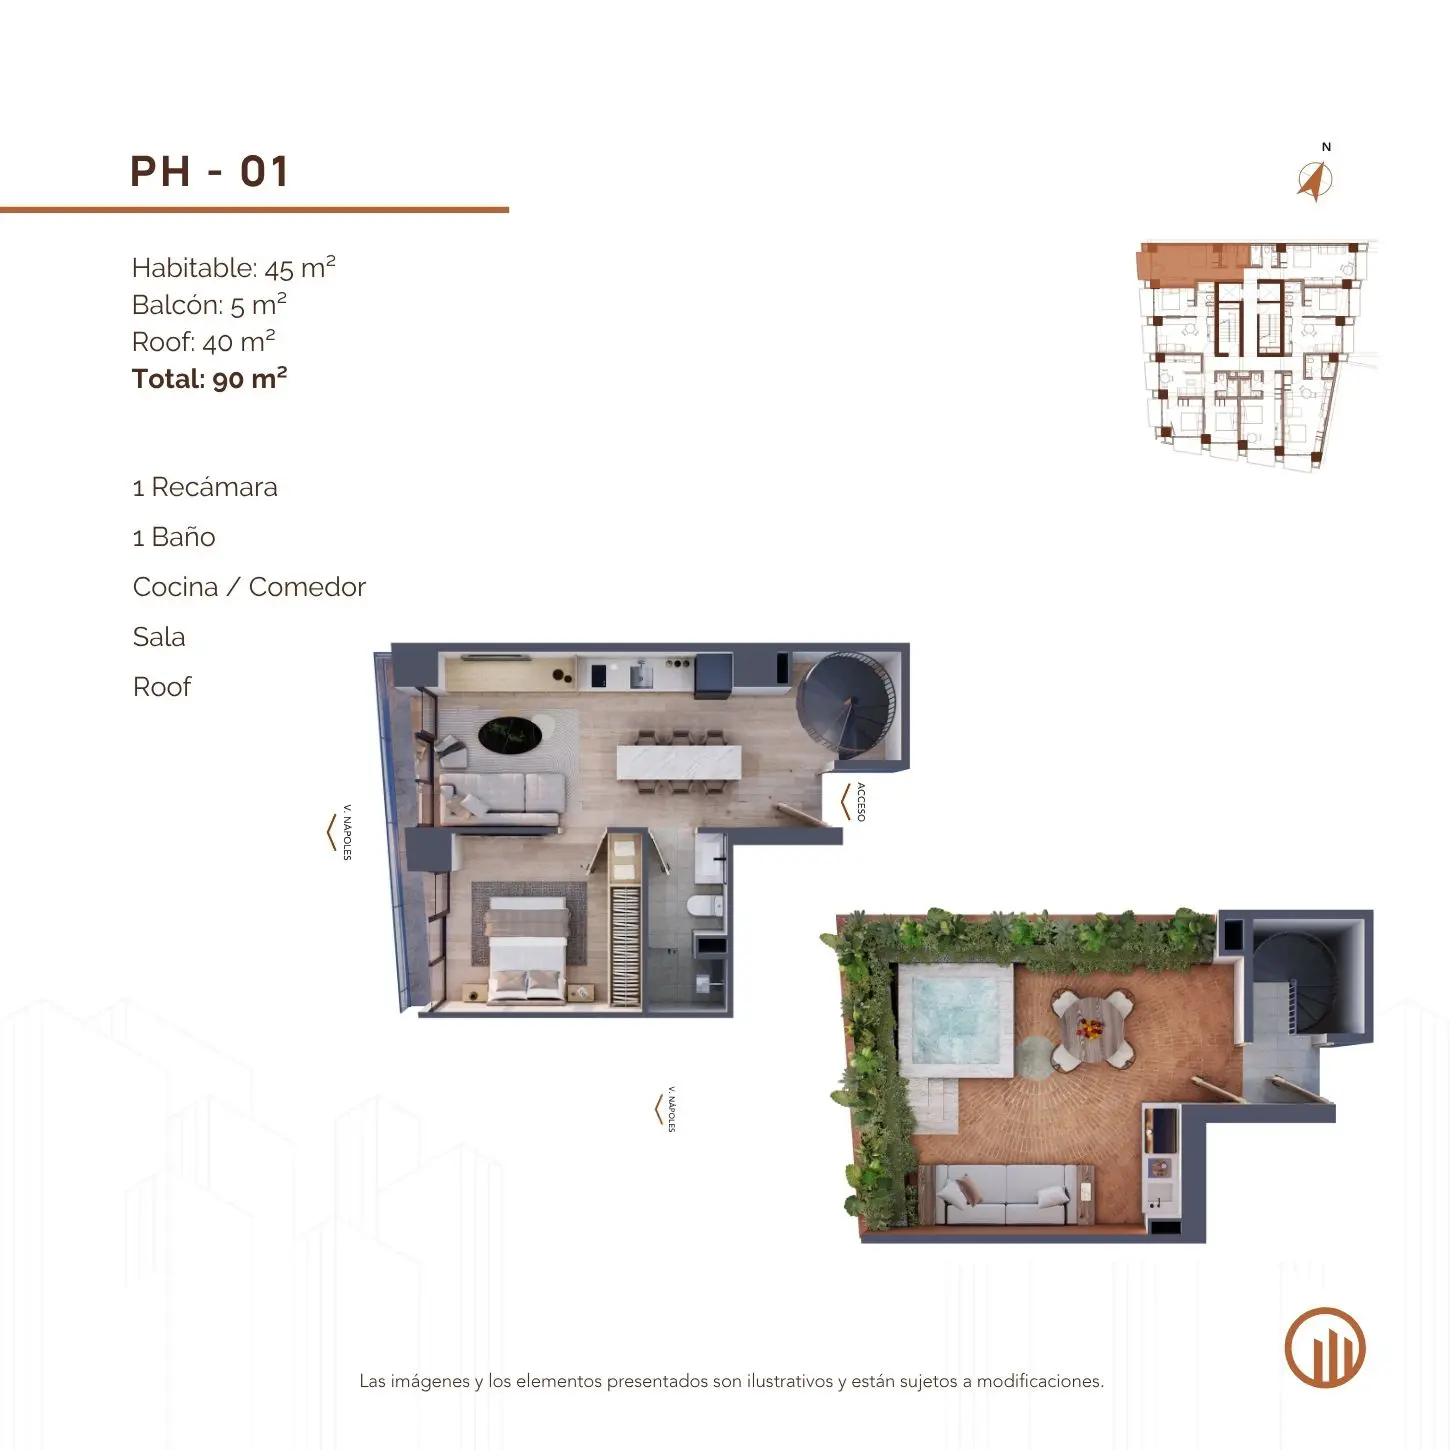 PH - 01
N
Habitable: 45 m²
Balcón: 5 m²
Roof: 40 m²
Total: 90 m²
1 Recámara
1 Baño
Cocina / Comedor
Sala
Roof
V. NÁPOLES
ACCESO
V. NÁPOLES
Las imágenes y los elementos presentados son ilustrativos y están sujetos a modificaciones.